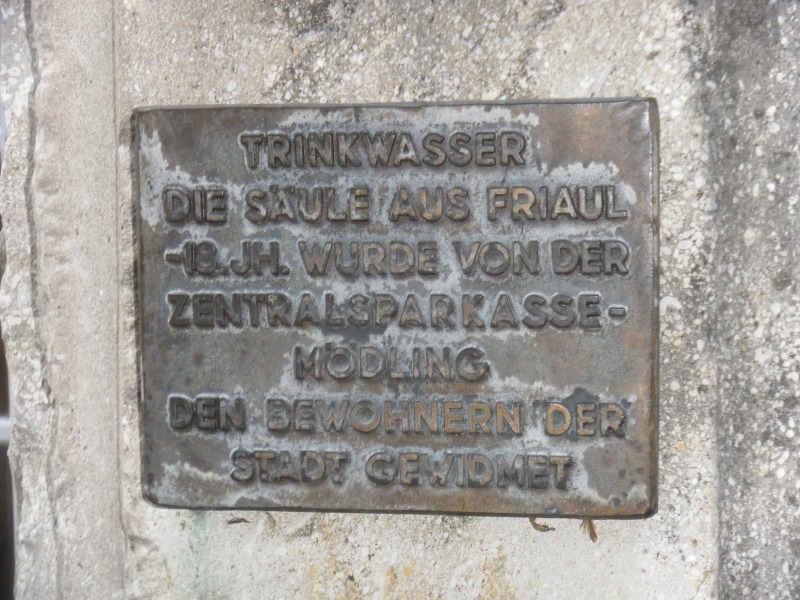 TRINKWASSER
DIE SÄULE AUS FRIAUL
-18.JH. WURDE VON DER
ZENTRALSPARKASSE-
MÖDLING
DEN BEWOHNERN DER
STADT GEWIDMET